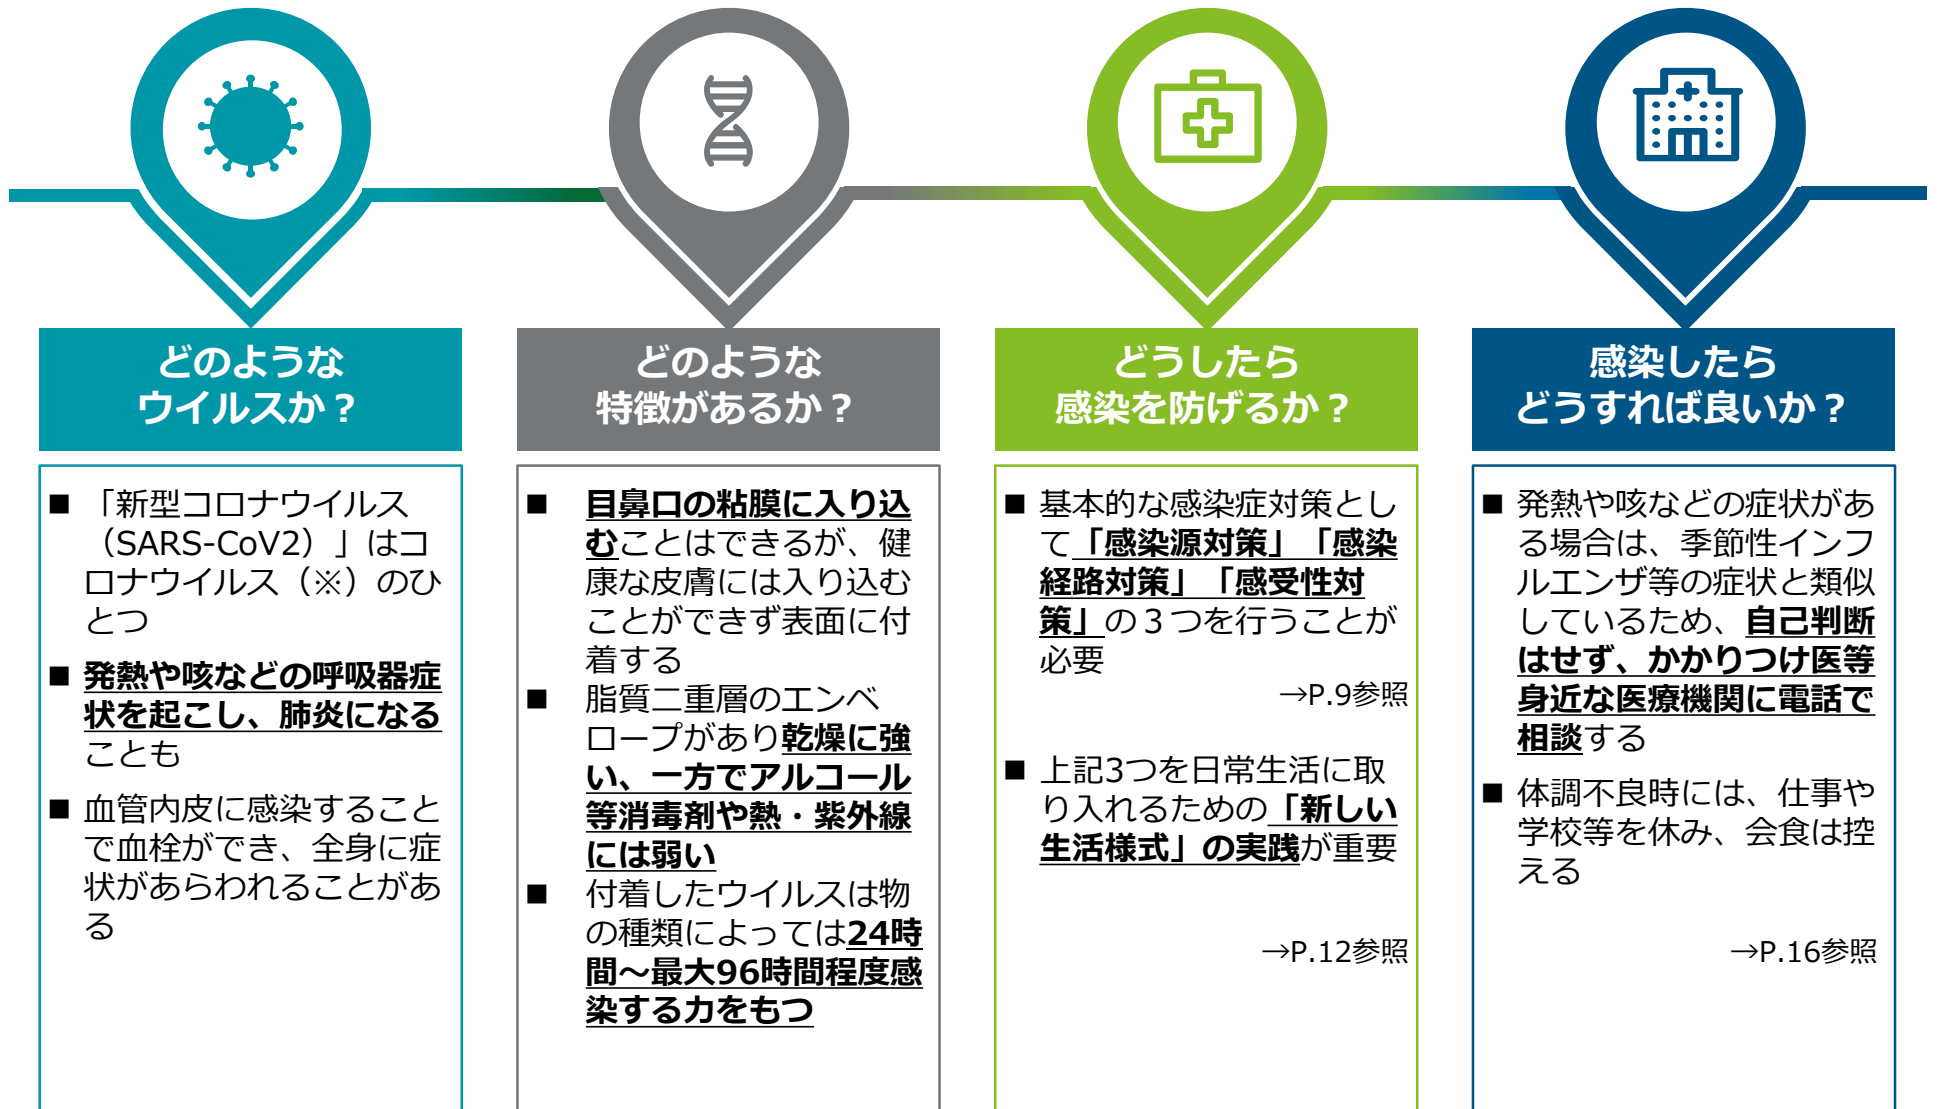 どのような
ウイルスか？
■ 「新型コロナウイルス
（SARS-CoV2）」はコ
ロナウイルス（※）のひ
とつ
■ 発熱や咳などの呼吸器症
状を起こし、肺炎になる
ことも
■ 血管内皮に感染すること
で血栓ができ、全身に症
状があらわれることがあ
る
どのような
特徴があるか？
■ 目鼻口の粘膜に入り込
むことはできるが、健
康な皮膚には入り込む
ことができず表面に付
着する
■ 脂質二重層のエンベ
ロープがあり乾燥に強
い、一方でアルコール
等消毒剤や熱・紫外線
には弱い
■ 付着したウイルスは物
の種類によっては24時
間～最大96時間程度感
染する力をもつ
どうしたら
感染を防げるか？
■ 基本的な感染症対策とし
て「感染源対策」「感染
経路対策」「感受性対
策」の３つを行うことが
必要
→P.9参照
■ 上記3つを日常生活に取
り入れるための「新しい
生活様式」の実践が重要
→P.12参照
感染したら
どうすれば良いか？
■ 発熱や咳などの症状があ
る場合は、季節性インフ
ルエンザ等の症状と類似
しているため、自己判断
はせず、かかりつけ医等
身近な医療機関に電話で
相談する
■ 体調不良時には、仕事や
学校等を休み、会食は控
える
→P.16参照